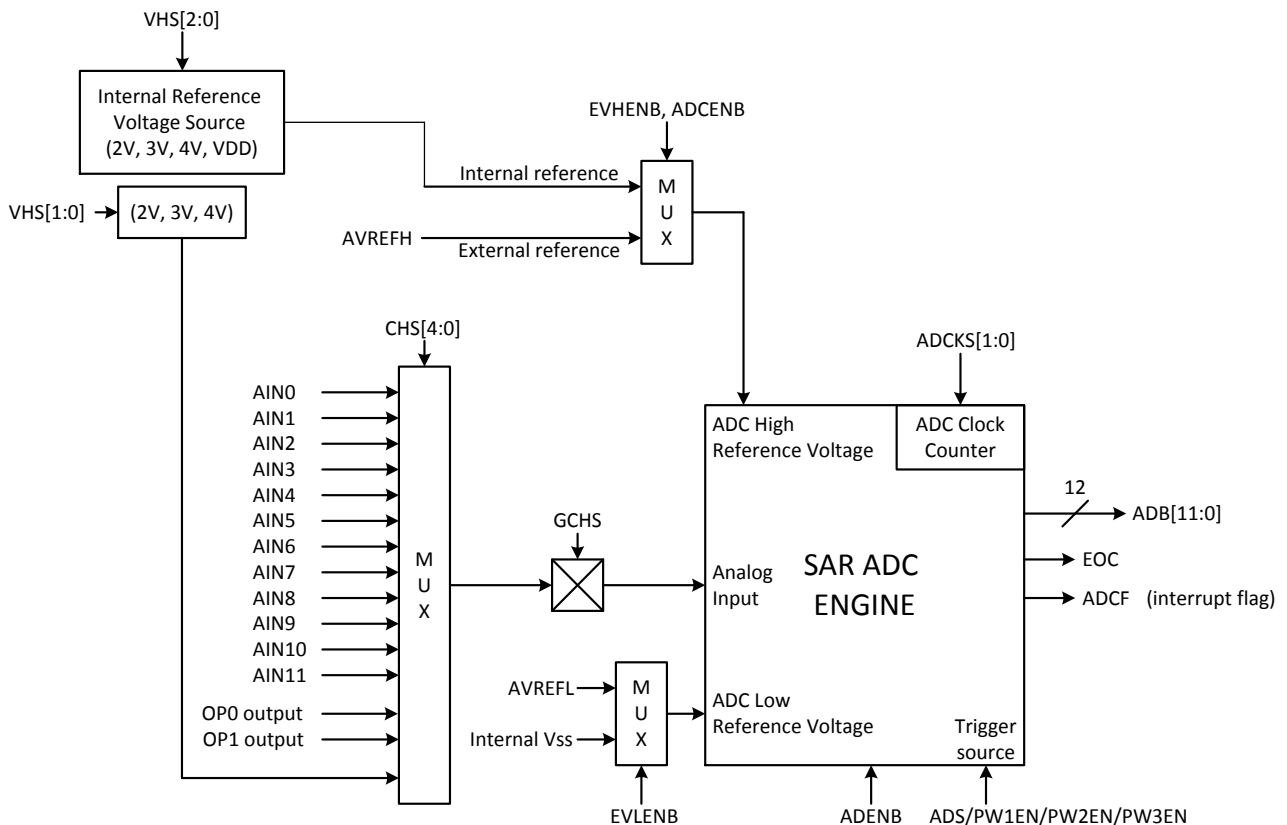 VHS[2:0]
Internal Reference
Voltage Source
(2V, 3V, 4V, VDD)
VHS[1:0]
(2V, 3V, 4V)
EVHENB, ADCENB
Internal reference
AVREFH
External reference
M
U
X
CHS[4:0]
AIN0
AIN1
AIN2
AIN3
AIN4
AIN5
AIN6
AIN7
AIN8
AIN9
AIN10
AIN11
OP0 output
OP1 output
M
U
X
GCHS
ADCKS[1:0]
ADC High
Reference Voltage
ADC Clock
Counter
Analog
Input
SAR ADC
ENGINE
12
ADB[11:0]
EOC
ADCF (interrupt flag)
AVREFL
Internal Vss
M
U
X
EVLENB
ADC Low
Reference Voltage
Trigger
source
ADENB
ADS/PW1EN/PW2EN/PW3EN